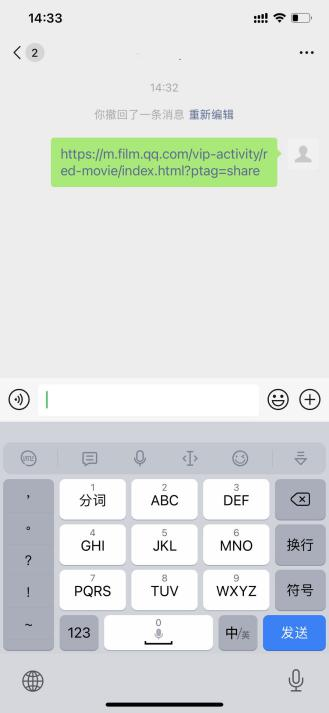 14:33
2
14:32
你撤回了一条消息 重新编辑
https://m.film.qq.com/vip-activity/r
ed-movie/index.html?ptag=share
，
1
分词
2
ABC
3
DEF
。
4
GHI
5
JKL
6
MNO
换行
?
7
PQRS
8
TUV
9
WXYZ
符号
!
~
123
0
中/英
发送